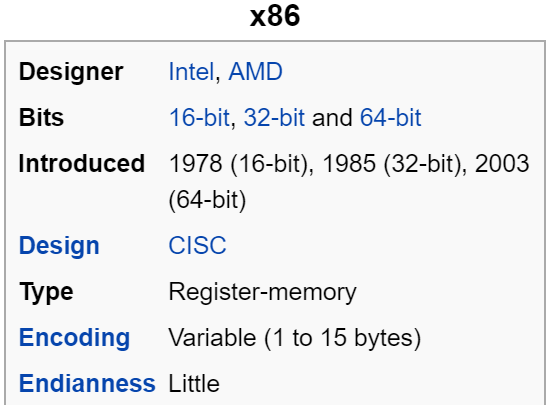 x86
Designer Intel, AMD
Bits 16-bit, 32-bit and 64-bit
Introduced 1978 (16-bit), 1985 (32-bit), 2003
(64-bit)
Design CISC
Type Register-memory
Encoding Variable (1 to 15 bytes)
Endianness Little